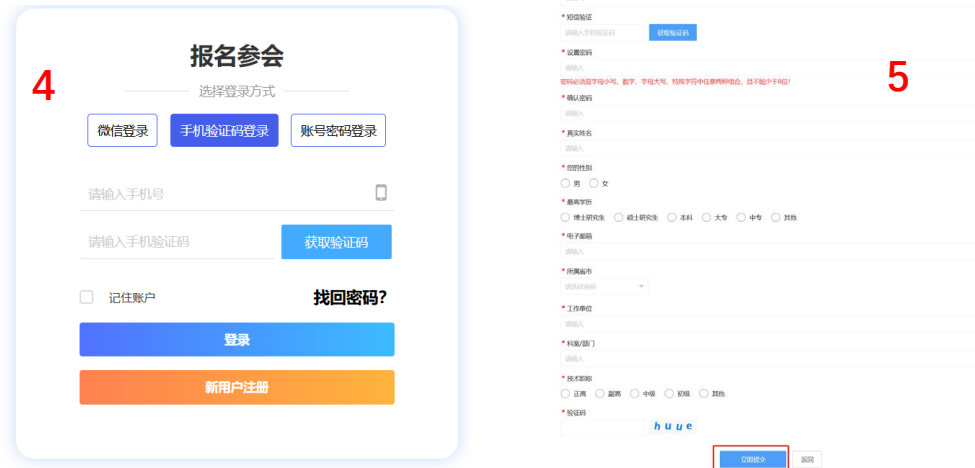 4
报名参会
选择登录方式
微信登录 手机验证码登录 账号密码登录
请输入手机号
请输入手机验证码 获取验证码
记住账户 找回密码?
登录
新用户注册
5
* 短信验证
请输入手机验证码 获取验证码
* 设置密码
请输入
密码必须是字母小写、数字、字母大写、特殊字符中任意两种组合，且不能少于8位!
* 确认密码
请输入
* 真实姓名
请输入
* 您的性别
男 女
* 最高学历
博士研究生 硕士研究生 本科 大专 中专 其他
* 电子邮箱
请输入
* 所属省市
* 工作单位
请输入
* 科室/部门
请输入
* 技术职称
正高 副高 中级 初级 其他
* 验证码
huue
立即提交 返回